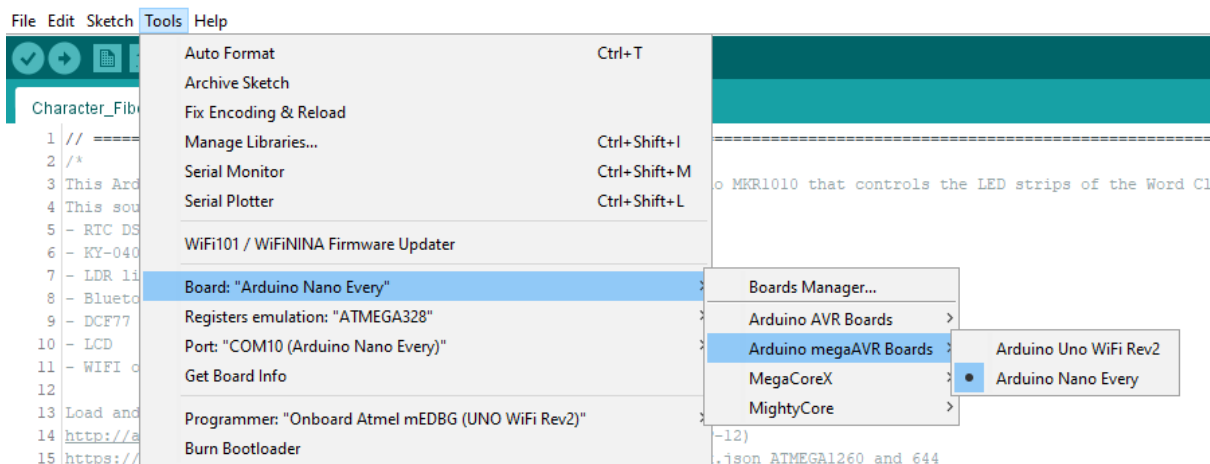 File Edit Sketch Tools Help
Auto Format Ctrl+T
Archive Sketch
Fix Encoding & Reload
Manage Libraries... Ctrl+Shift+I
Serial Monitor Ctrl+Shift+M
Serial Plotter Ctrl+Shift+L
WiFi101 / WiFiNINA Firmware Updater
Board: "Arduino Nano Every"
Registers emulation: "ATMEGA328"
Port: "COM10 (Arduino Nano Every)"
Get Board Info
Programmer: "Onboard Atmel mEDBG (UNO WiFi Rev2)"
Burn Bootloader
Boards Manager...
Arduino AVR Boards
Arduino megaAVR Boards
MegaCoreX
MightyCore
Arduino Uno WiFi Rev2
Arduino Nano Every
Character_Fib
1 // =====
2 /*
3 This Ard o MKR1010 that controls the LED strips of the Word Cl
4 This sou
5 - RTC DS
6 - KY-040
7 - LDR li
8 - Blueto
9 - DCF77
10 - LCD
11 - WIFI o
12
13 Load and
14 http://a -12)
15 https:// .json ATMEGA1260 and 644